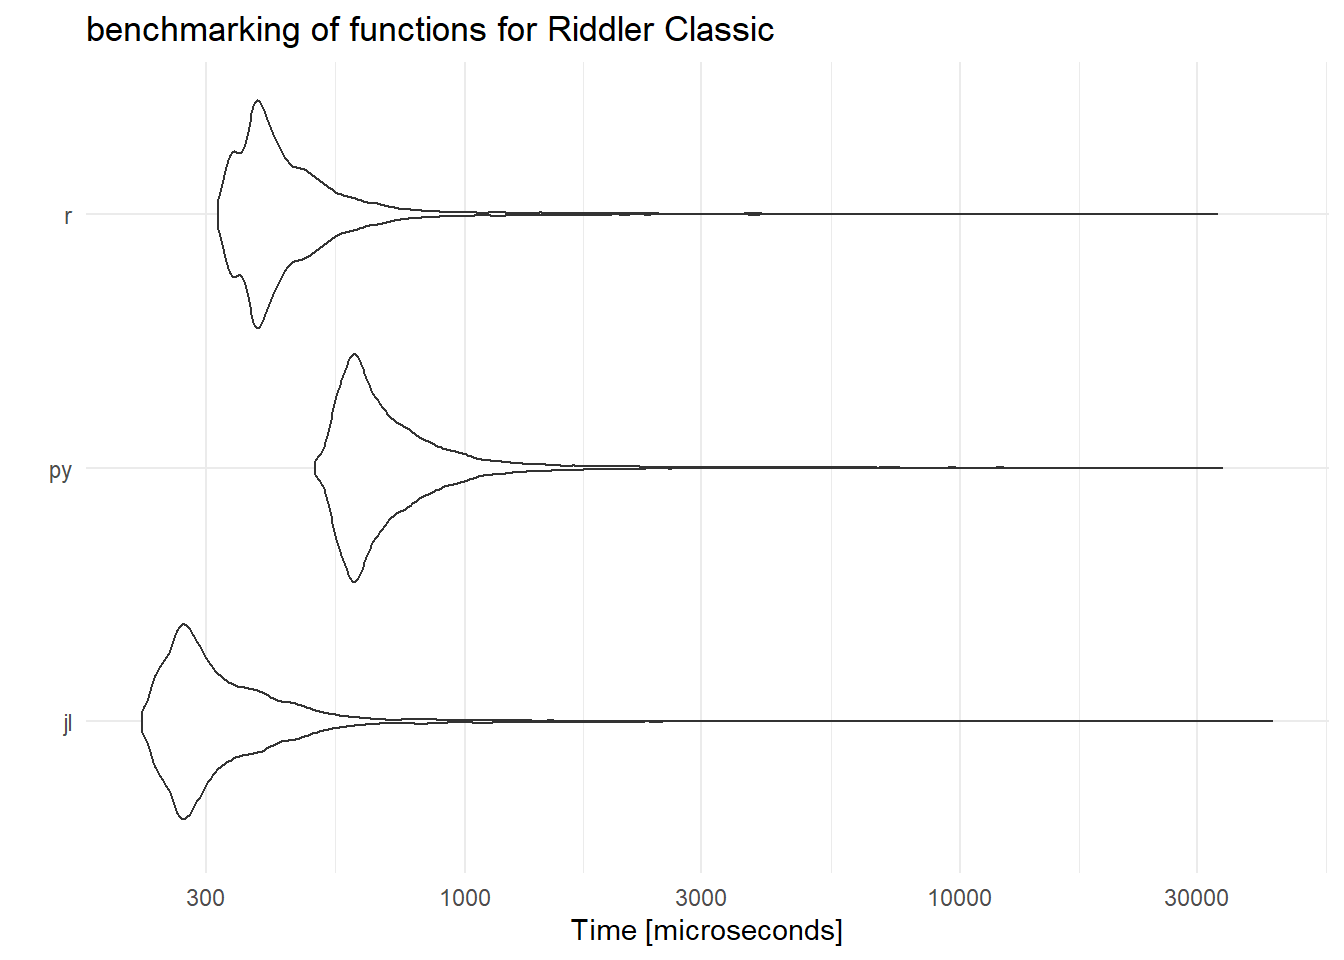 benchmarking of functions for Riddler Classic
r
py
jl
300 1000 3000 10000 30000
Time [microseconds]